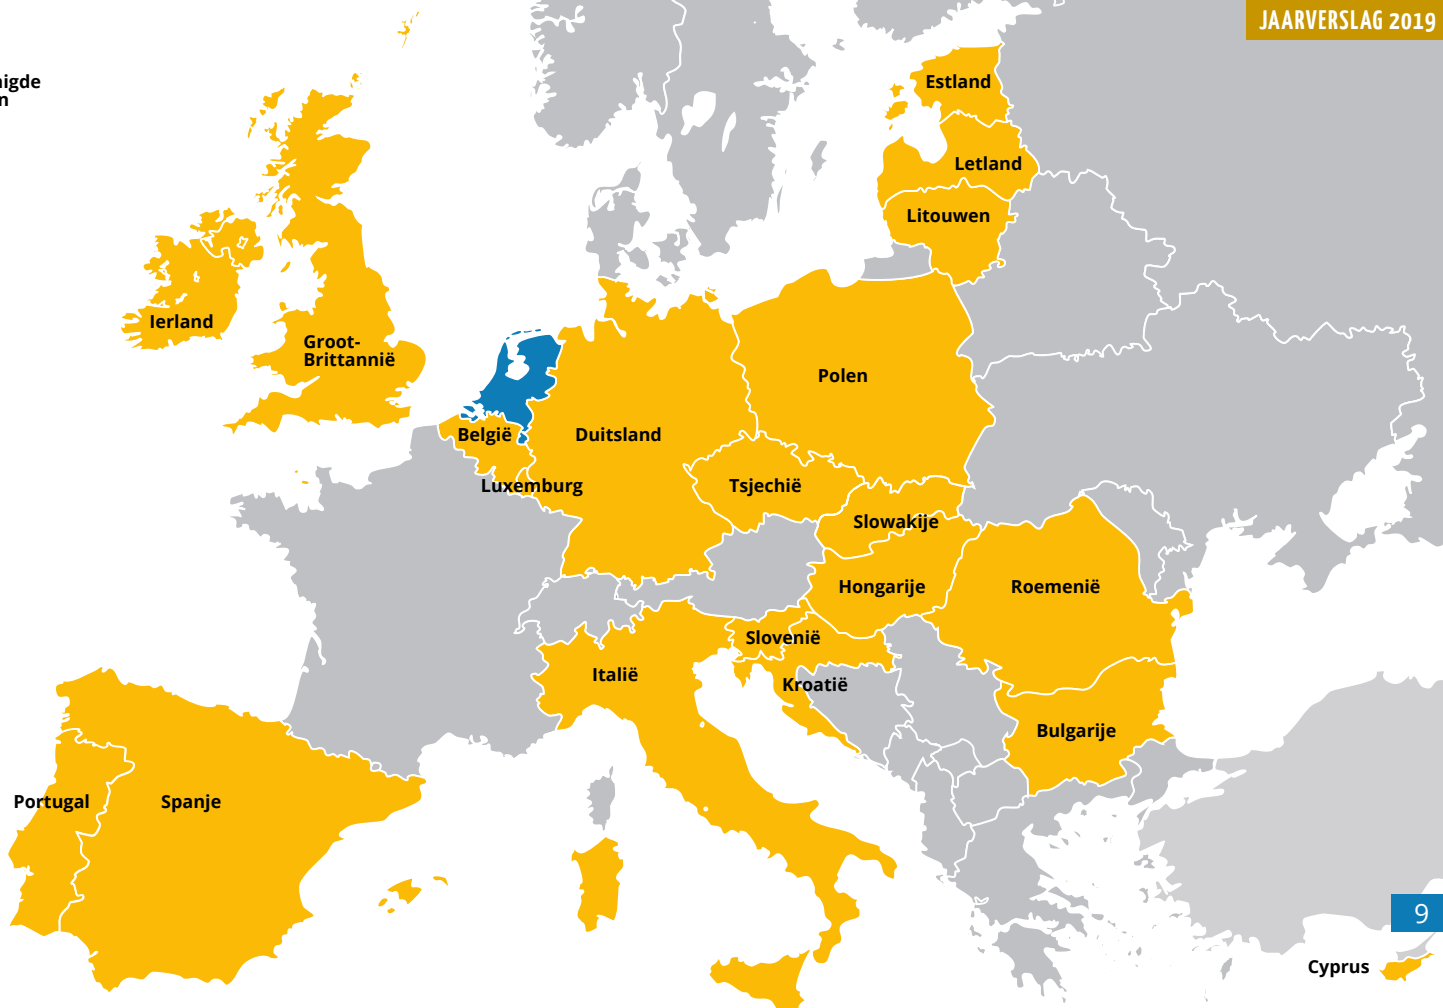 JAARVERSLAG 2019
Estland
Letland
Litouwen
Ierland
Groot-
Brittannië
Polen
België
Duitsland
Luxemburg
Tsjechië
Slowakije
Hongarije
Roemenië
Slovenië
Italië
Kroatië
Bulgarije
Portugal
Spanje
9
Cyprus